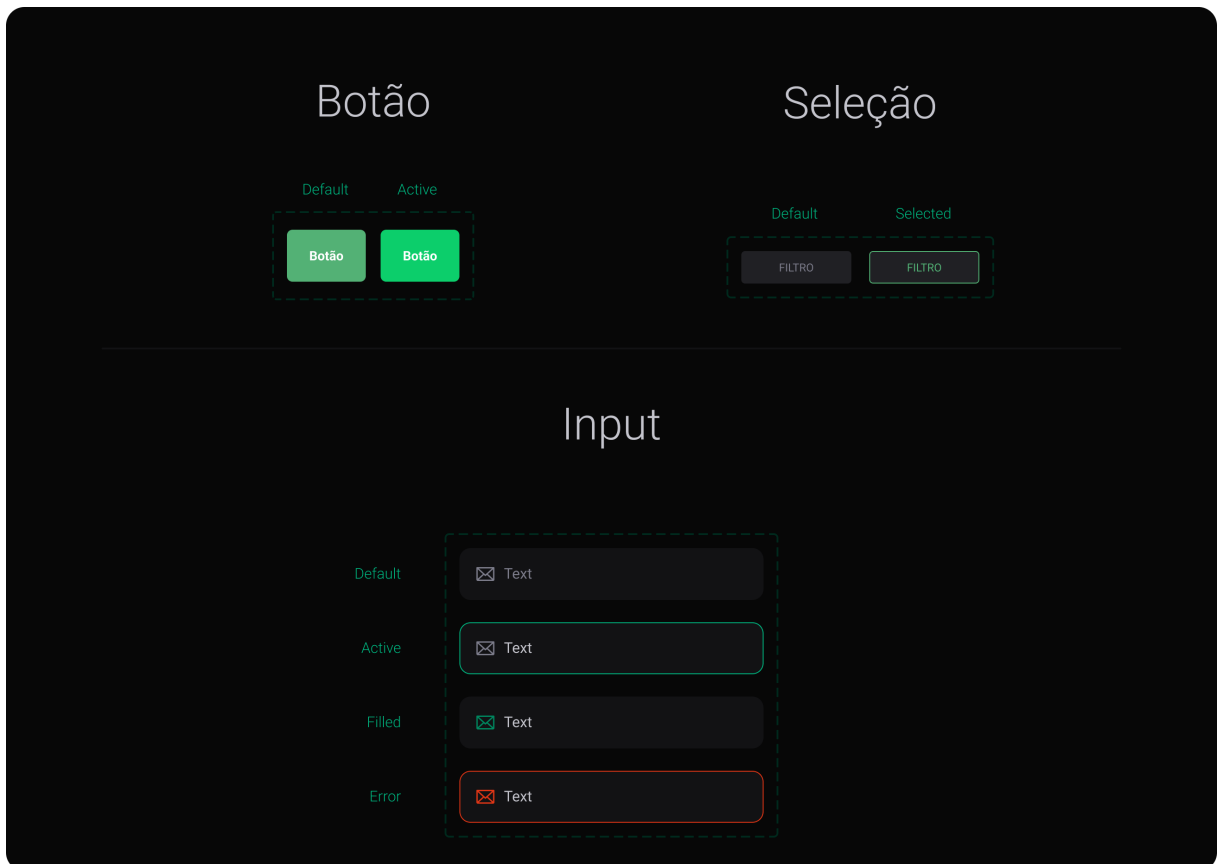 Botão
Seleção
Default
Active
Default
Selected
Botão
Botão
FILTRO
FILTRO
Input
Default
Text
Active
Text
Filled
Text
Error
Text